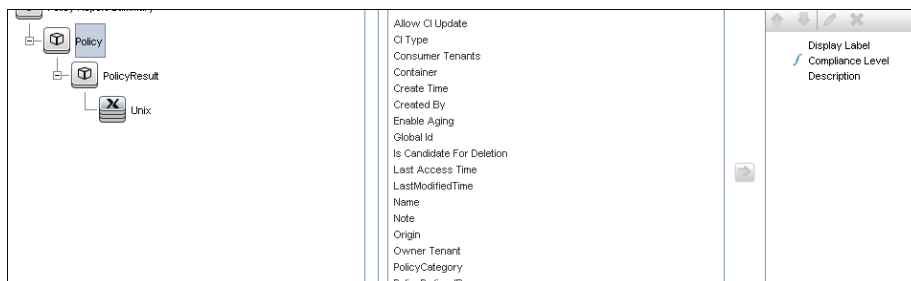 Policy
PolicyResult
Unix
Allow CI Update
CI Type
Consumer Tenants
Container
Create Time
Created By
Enable Aging
Global Id
Is Candidate For Deletion
Last Access Time
LastModifiedTime
Name
Note
Origin
Owner Tenant
PolicyCategory
Display Label
Compliance Level
Description